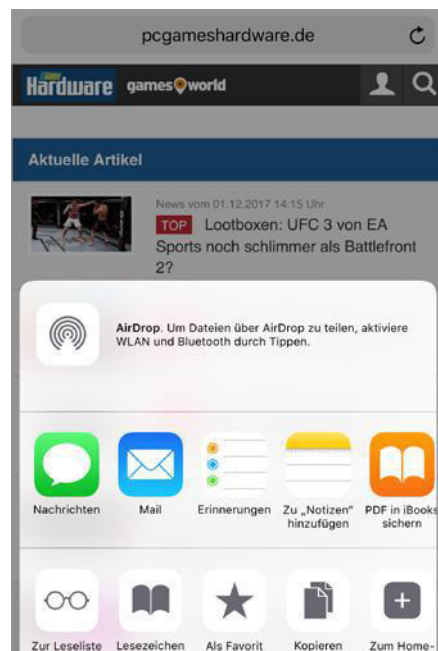 pcgameshardware.de
Hardware games world
Aktuelle Artikel
News vom 01.12.2017 14:15 Uhr
TOP Lootboxen: UFC 3 von EA
Sports noch schlimmer als Battlefront
2?
AirDrop. Um Dateien über AirDrop zu teilen, aktiviere
WLAN und Bluetooth durch Tippen.
Nachrichten Mail Erinnerungen Zu „Notizen“ PDF in iBooks
hinzufügen sichern
Zur Leseliste Lesezeichen Als Favorit Kopieren Zum Home-